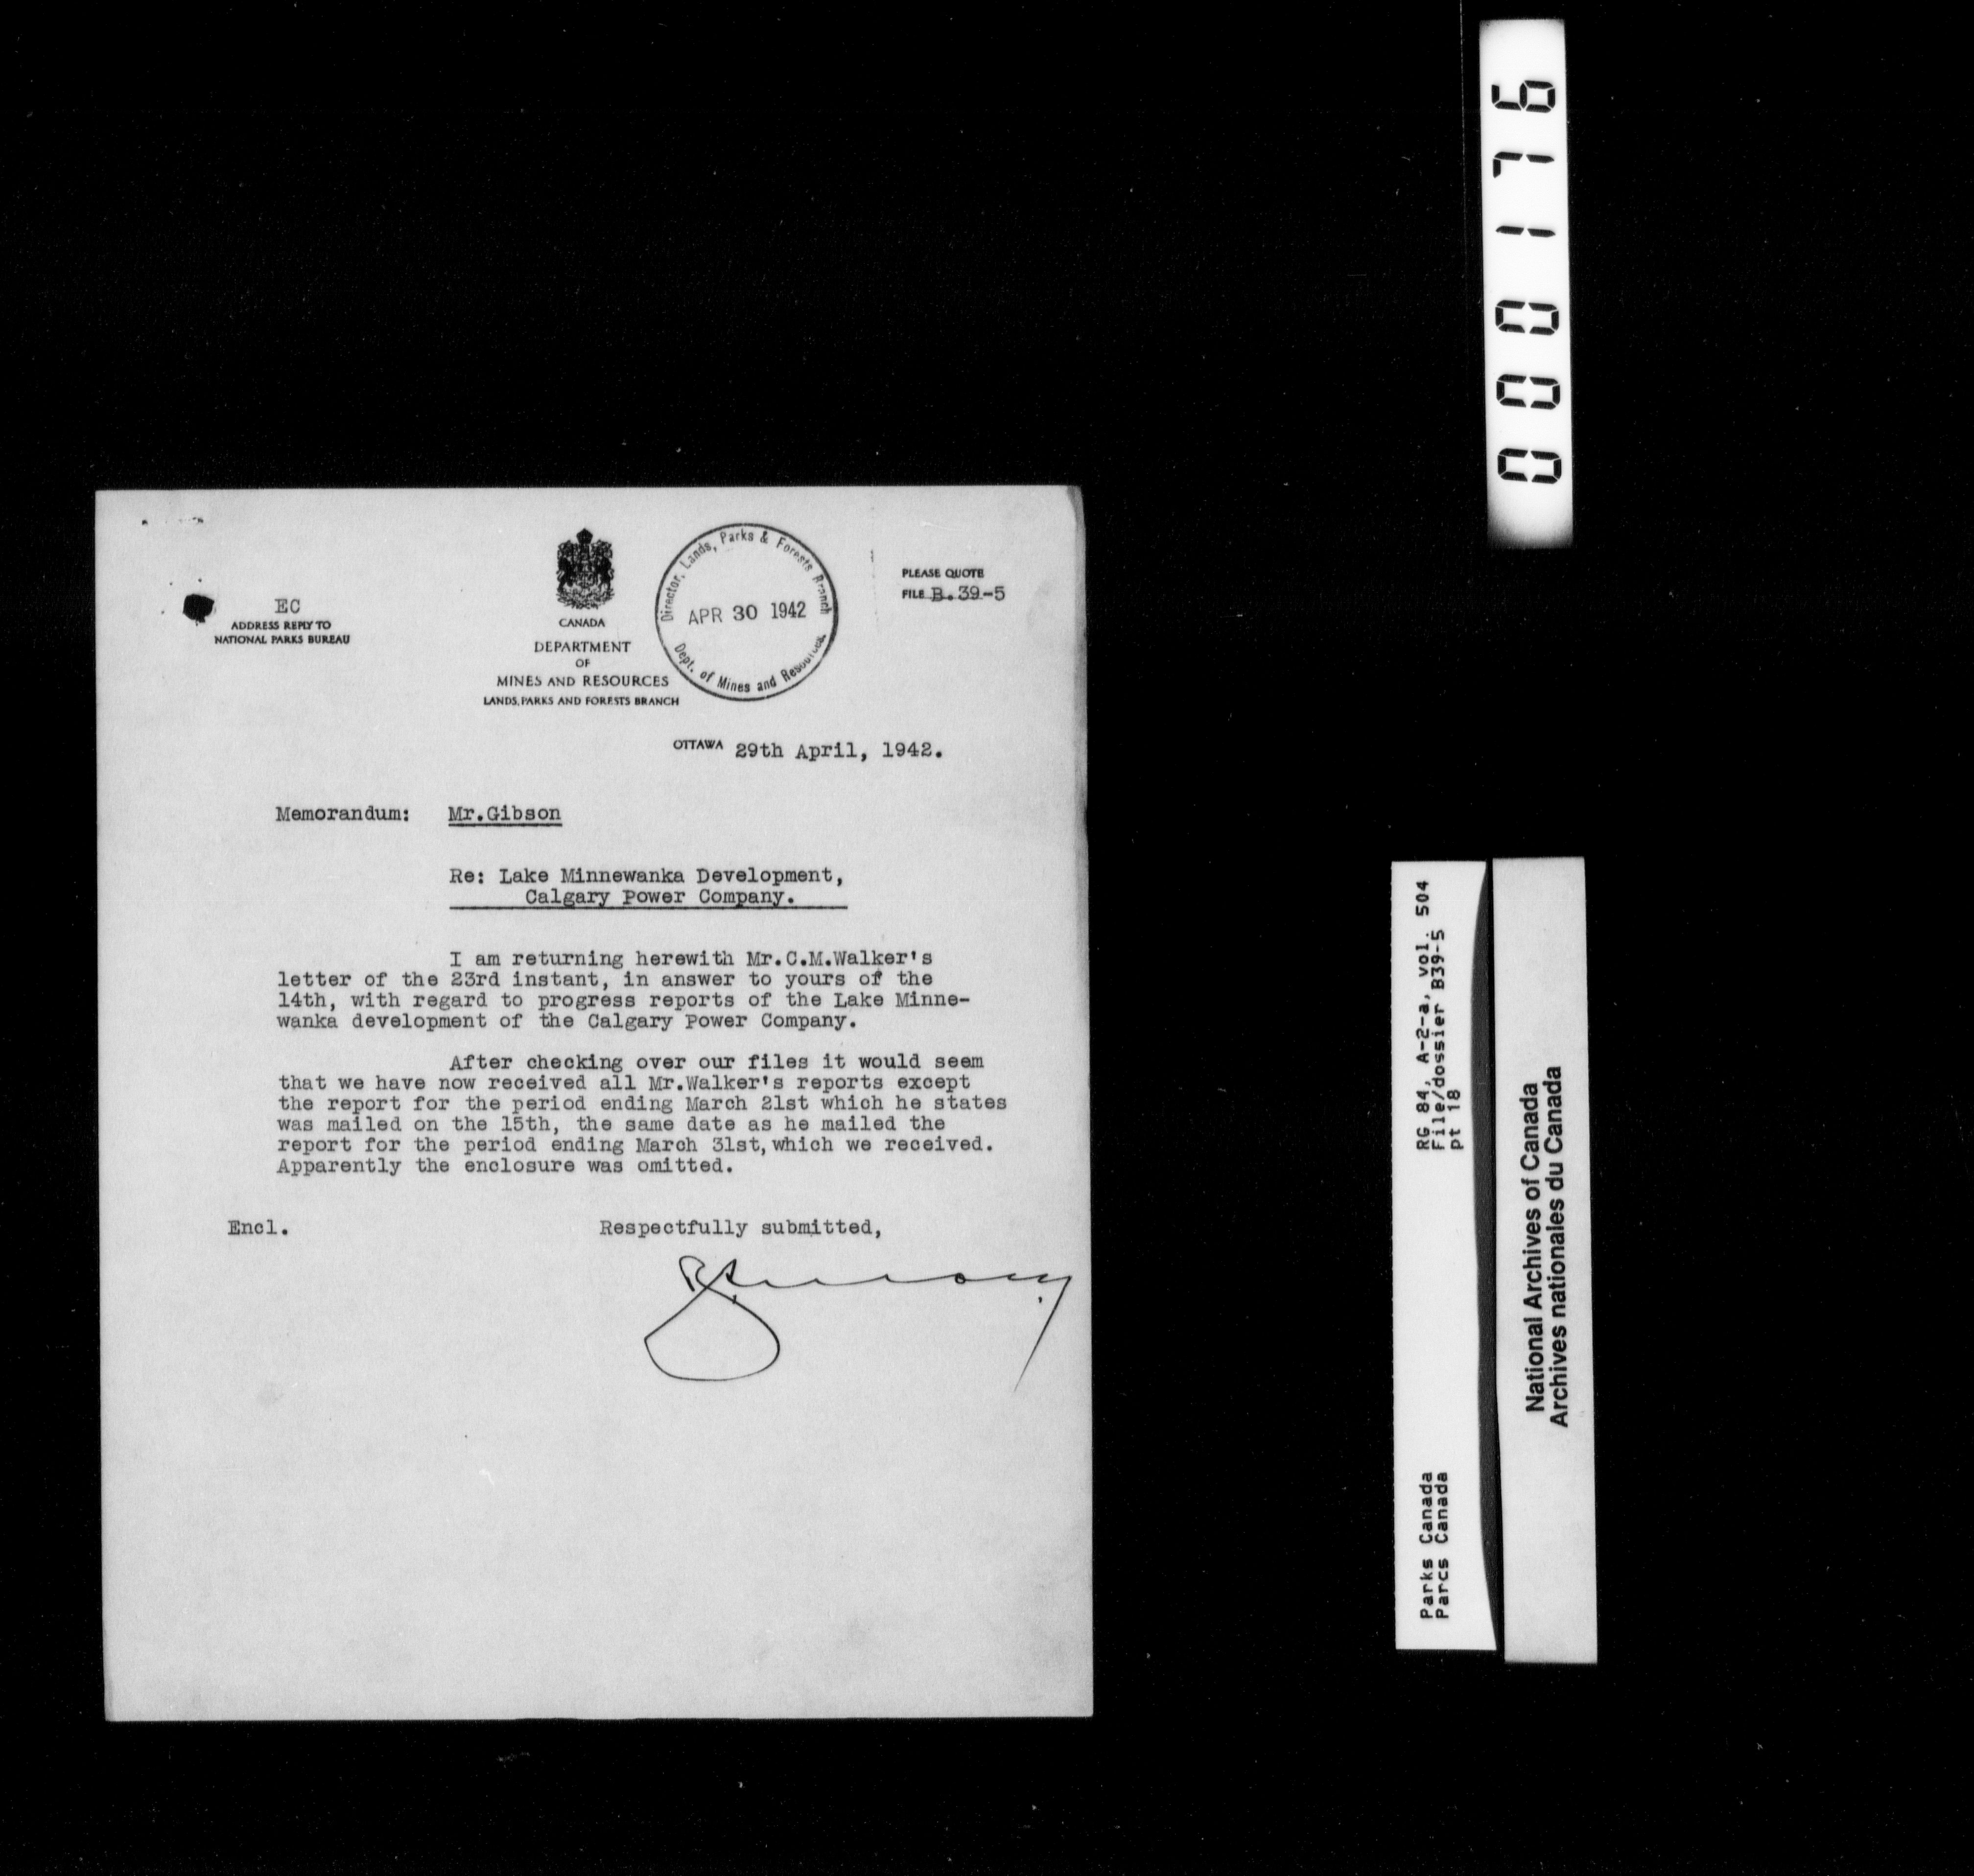 EC
ADDRESS REPLY TO
NATIONAL PARKS BUREAU
CANADA
DEPARTMENT
OF
MINES AND RESOURCES
LANDS, PARKS AND FORESTS BRANCH
Director, Lands, Parks & Forests Branch
APR 30 1942
Dept. of Mines and Resources.
PLEASE QUOTE
FILE B.39-5
OTTAWA 29th April, 1942.
Memorandum: Mr.Gibson
Re: Lake Minnewanka Development,
Calgary Power Company.
I am returning herewith Mr.C.M.Walker's
letter of the 23rd instant, in answer to yours of the
14th, with regard to progress reports of the Lake Minne-
wanka development of the Calgary Power Company.
After checking over our files it would seem
that we have now received all Mr.Walker's reports except
the report for the period ending March 21st which he states
was mailed on the 15th, the same date as he mailed the
report for the period ending March 31st, which we received.
Apparently the enclosure was omitted.
Encl. Respectfully submitted,
000176
RG 84, A-2-a, vol. 504
File/dossier B39-5
pt 18
Parks Canada
Parcs Canada
National Archives of Canada
Archives nationales du Canada